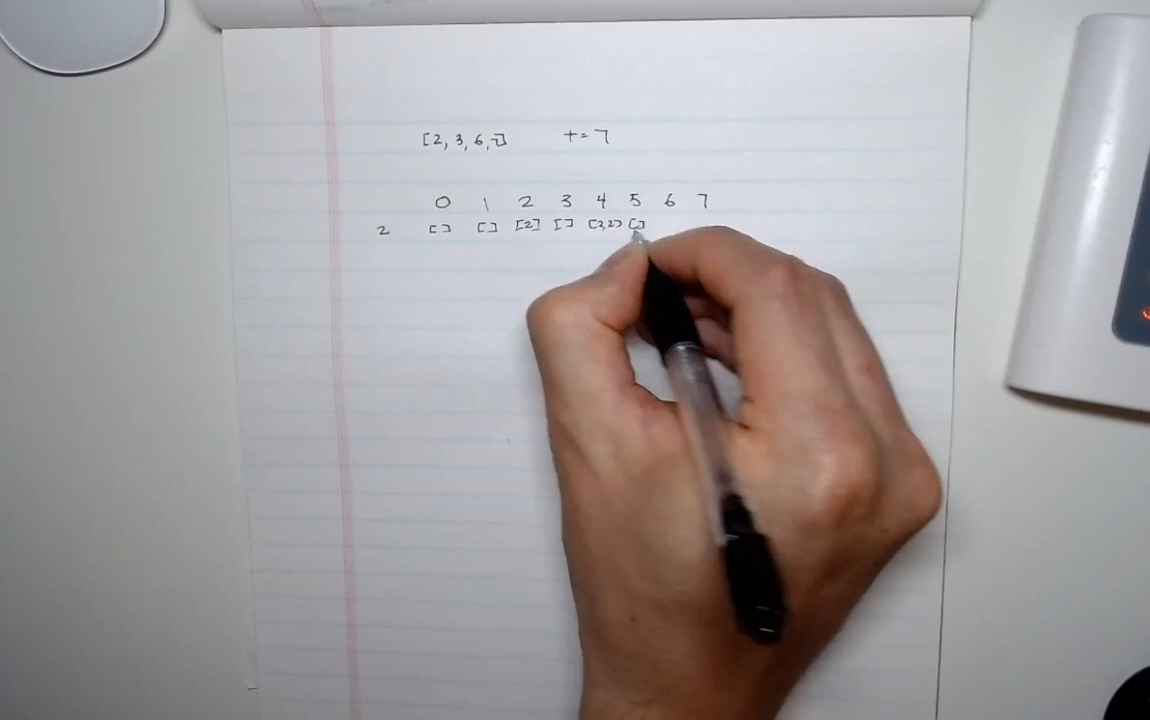 [2, 3, 6, 7] t = 7
0 1 2 3 4 5 6 7
2 [] [] [2] [] [2,2] []